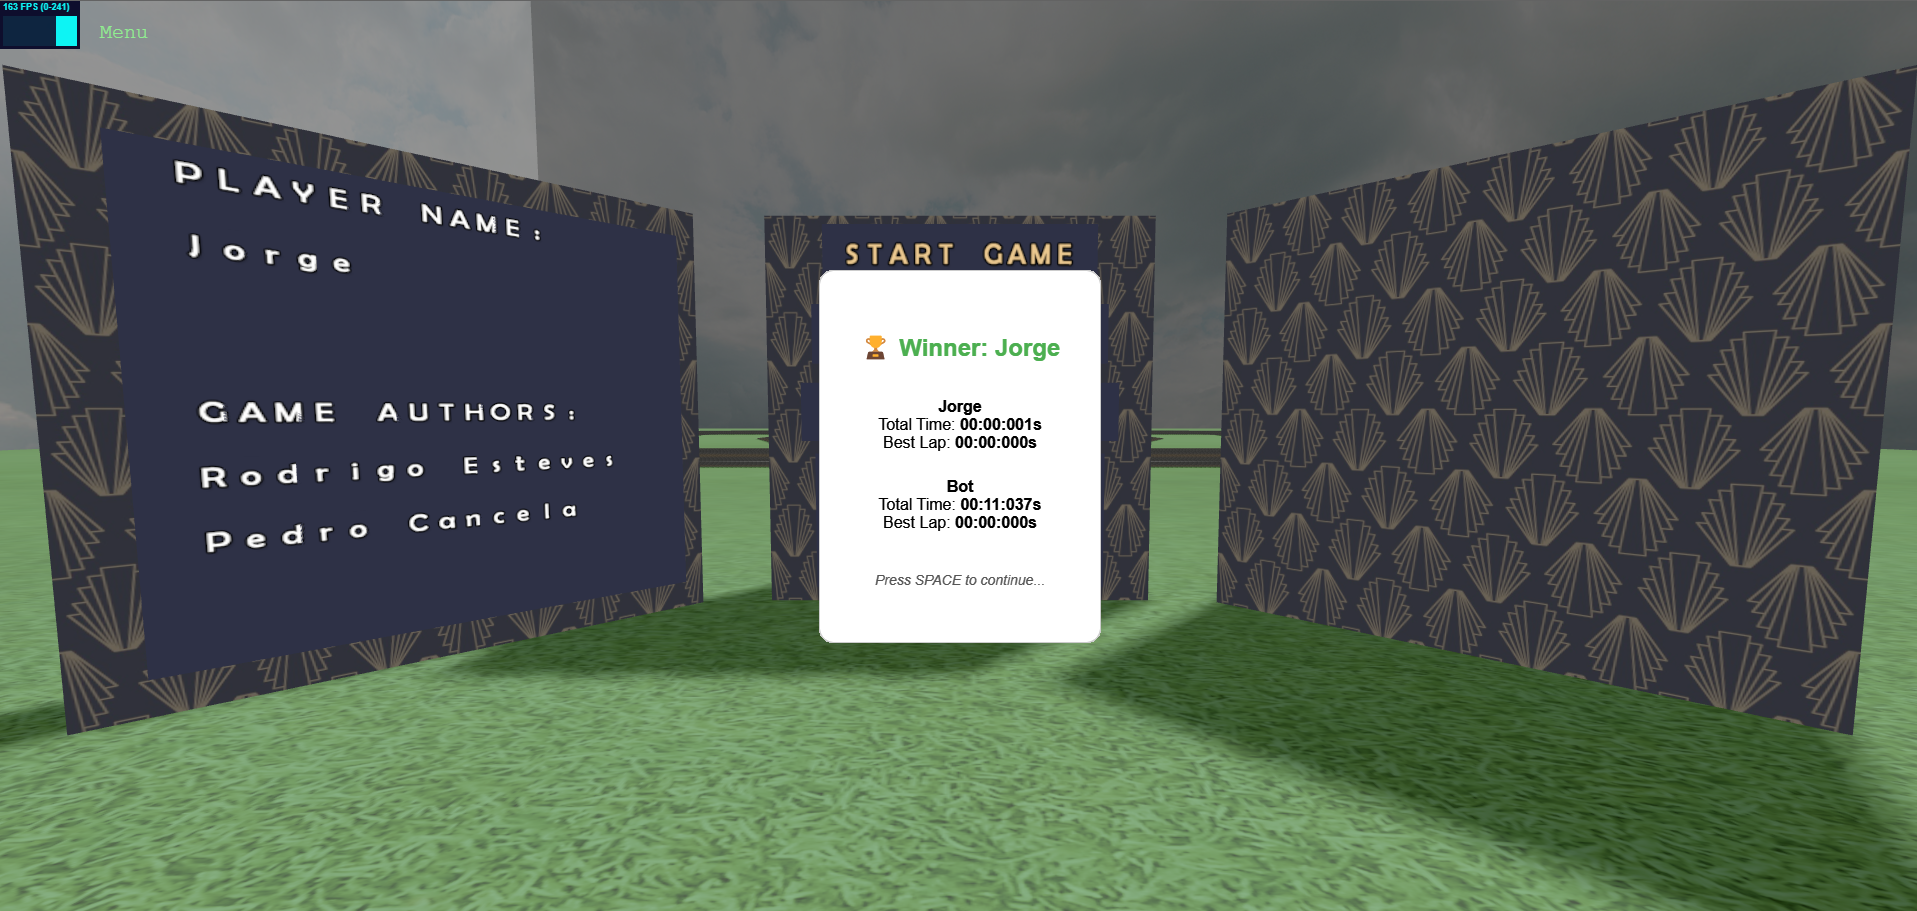 163 FPS (0-241)
Menu
PLAYER NAME:
Jorge
GAME AUTHORS:
Rodrigo Esteves
Pedro Cancela
START GAME
🏆 Winner: Jorge
Jorge
Total Time: 00:00:001s
Best Lap: 00:00:000s
Bot
Total Time: 00:11:037s
Best Lap: 00:00:000s
Press SPACE to continue...